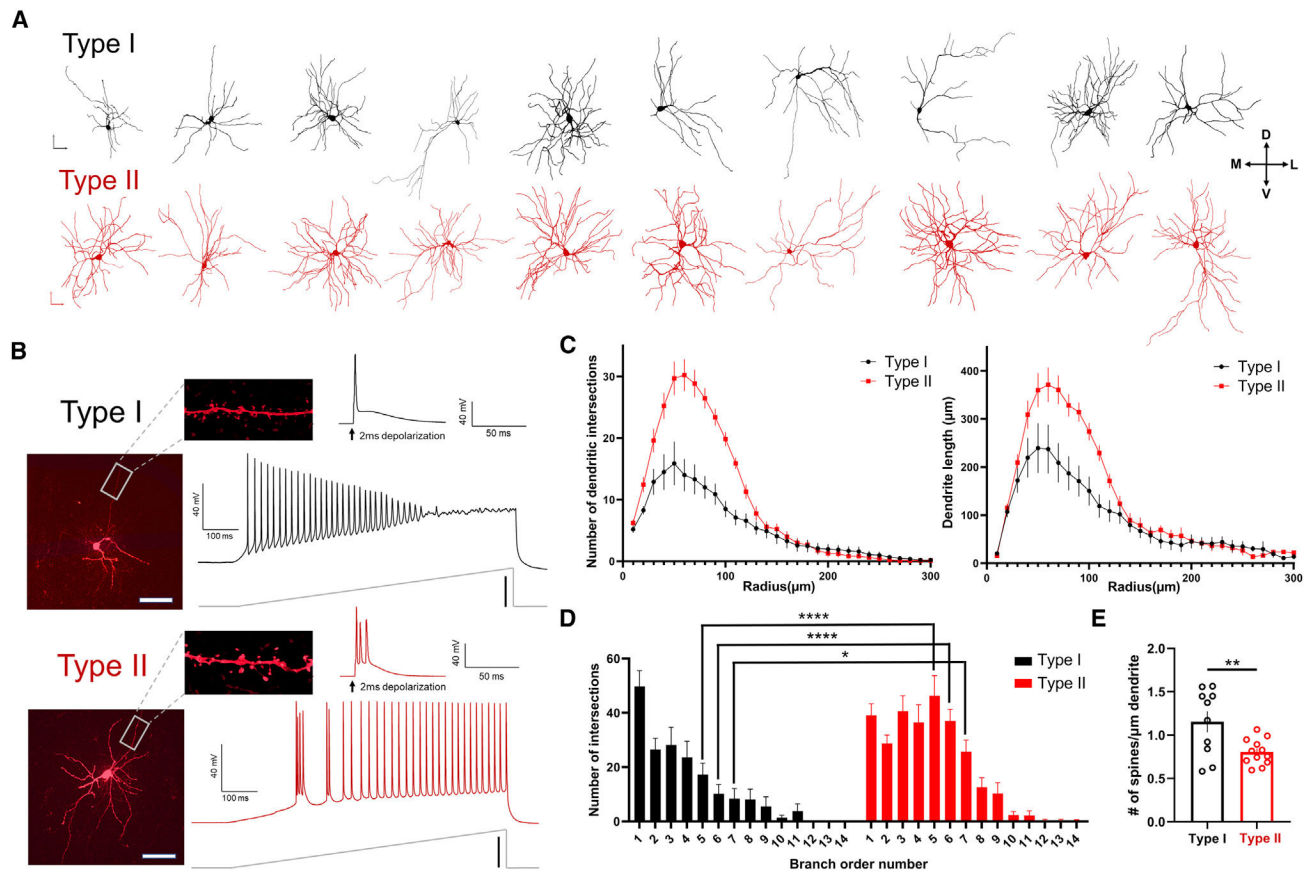 A
Type I
Type II
D
M L
V
B
Type I
2ms depolarization
40 mV
50 ms
40 mV
100 ms
Type II
2ms depolarization
40 mV
50 ms
40 mV
100 ms
C
Number of dendritic intersections
30
20
10
0
0 100 200 300
Radius(μm)
Type I
Type II
Dendrite length (μm)
400
300
200
100
0
0 100 200 300
Radius(μm)
Type I
Type II
D
****
****
*
Type I
Type II
Number of intersections
60
40
20
0
1 2 3 4 5 6 7 8 9 10 11 12 13 14 1 2 3 4 5 6 7 8 9 10 11 12 13 14
Branch order number
E
**
# of spines/μm dendrite
2.0
1.5
1.0
0.5
0.0
Type I Type II